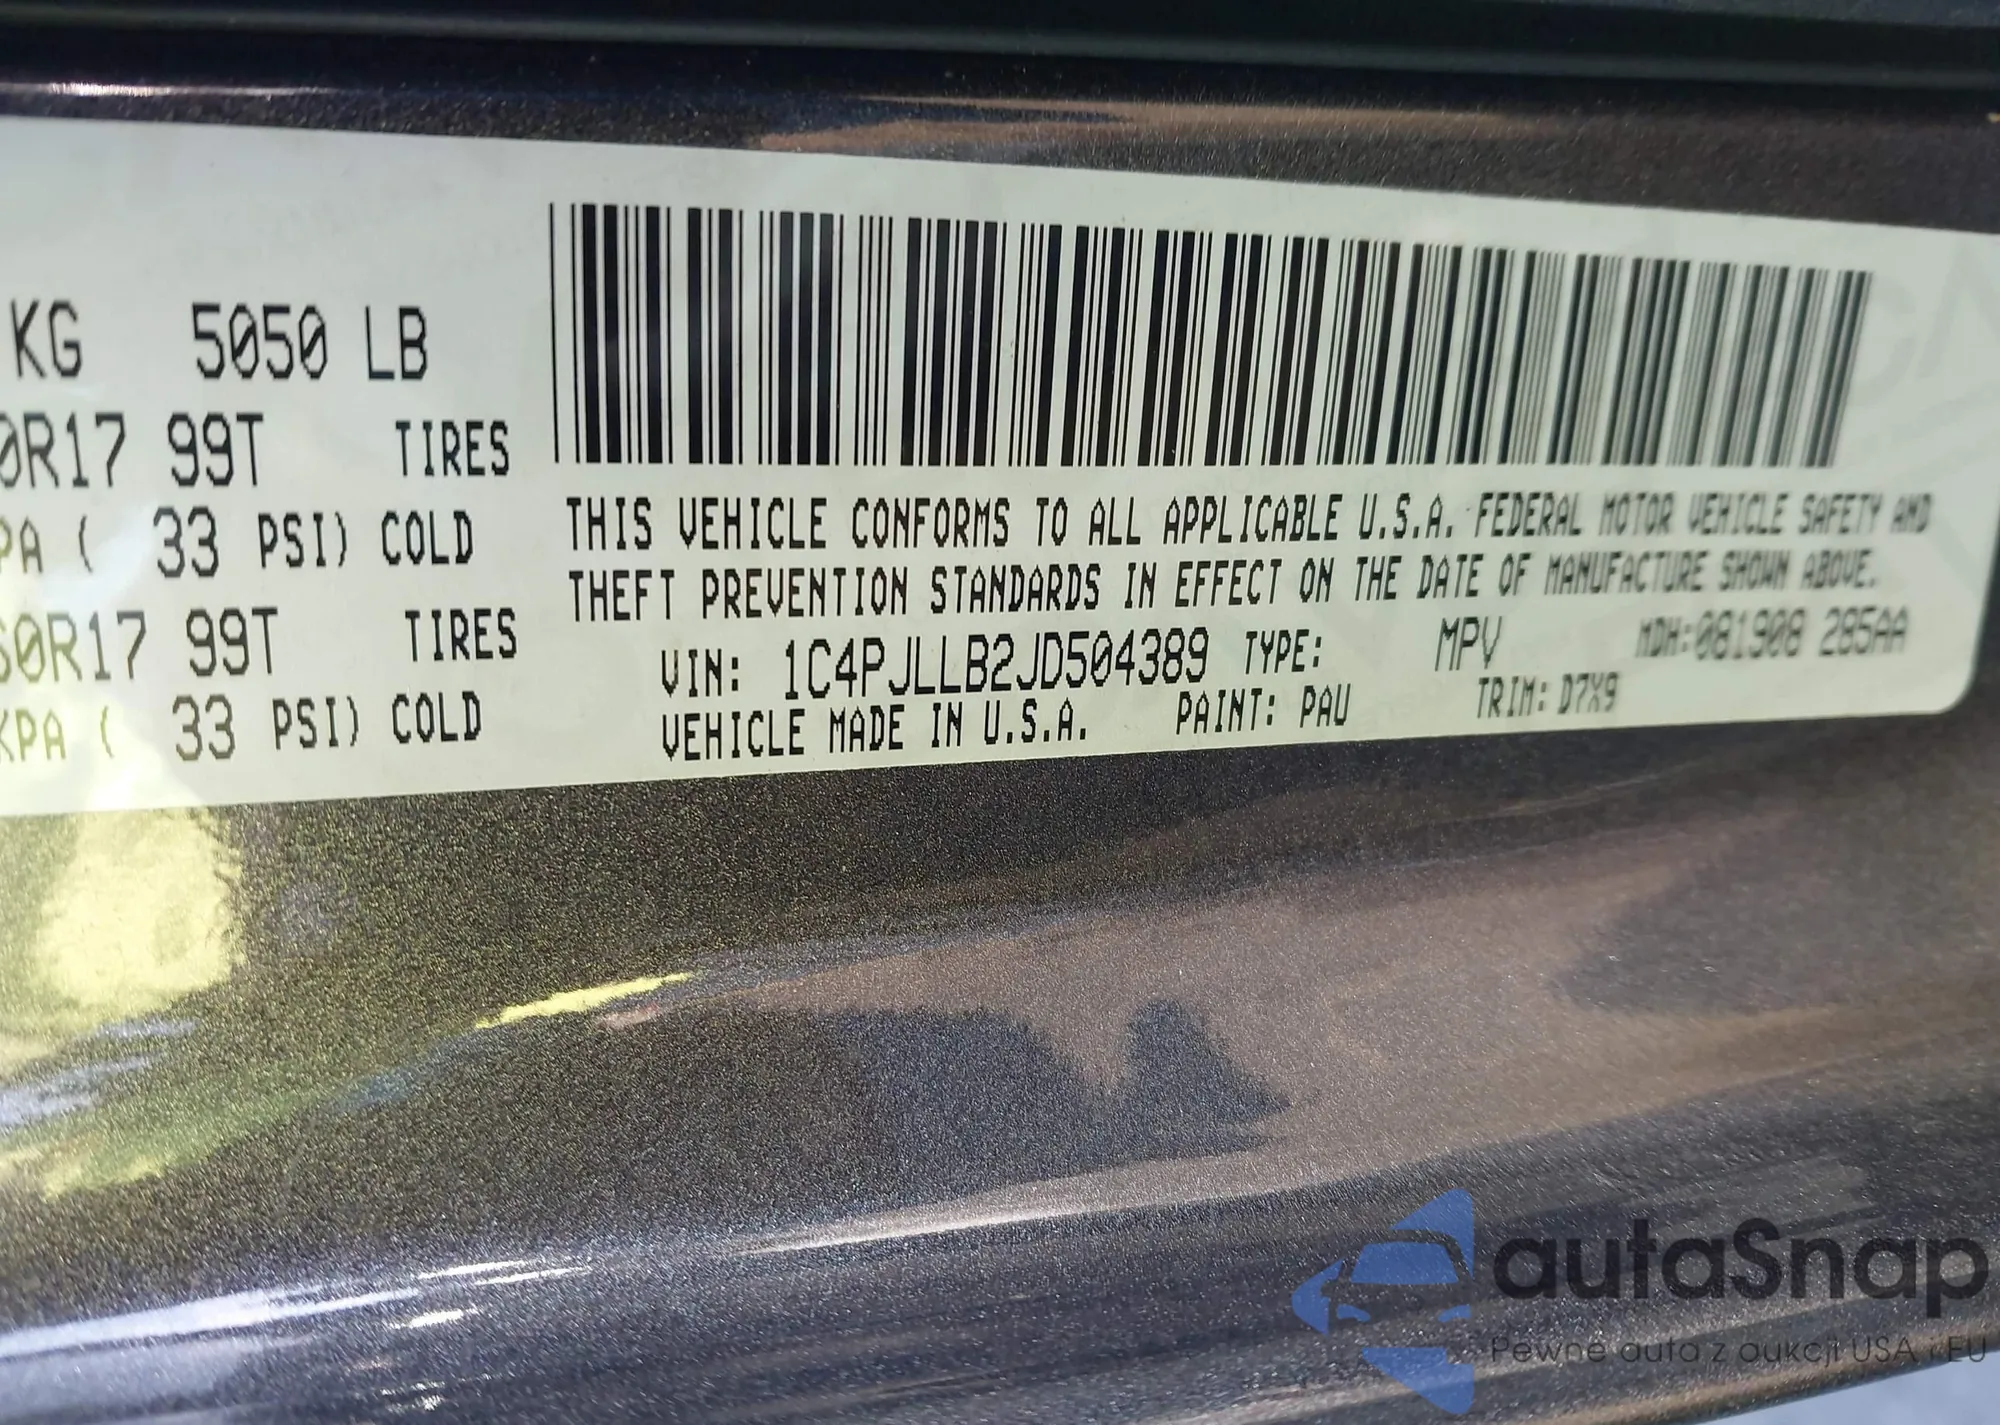 KG 5050 LB
0R17 99T TIRES
PA ( 33 PSI) COLD
60R17 99T TIRES
KPA ( 33 PSI) COLD
THIS VEHICLE CONFORMS TO ALL APPLICABLE U.S.A. FEDERAL MOTOR VEHICLE SAFETY AND
THEFT PREVENTION STANDARDS IN EFFECT ON THE DATE OF MANUFACTURE SHOWN ABOVE.
VIN: 1C4PJLLB2JD504389 TYPE: MPV MDH:081908 285AA
VEHICLE MADE IN U.S.A. PAINT: PAU TRIM: D7X9
autaSnap
Pewne auta z aukcji USA i EU